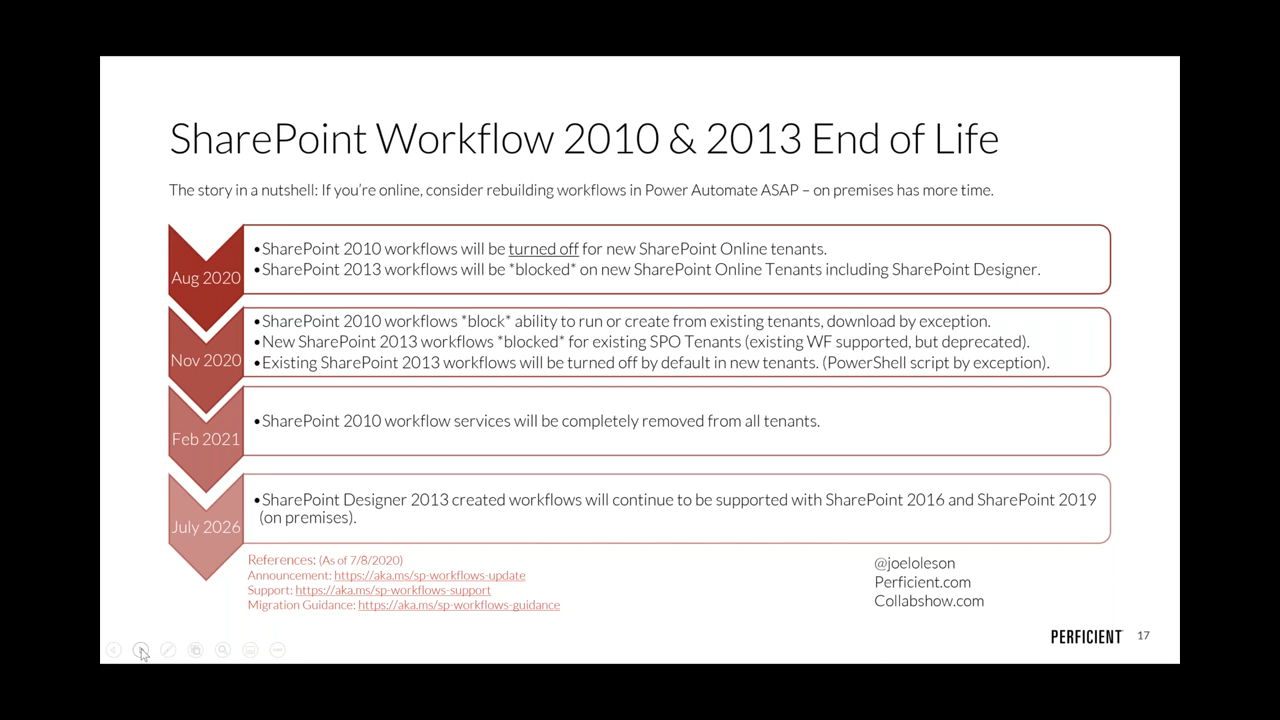 SharePoint Workflow 2010 & 2013 End of Life
The story in a nutshell: If you're online, consider rebuilding workflows in Power Automate ASAP – on premises has more time.
Aug 2020
•SharePoint 2010 workflows will be turned off for new SharePoint Online tenants.
•SharePoint 2013 workflows will be *blocked* on new SharePoint Online Tenants including SharePoint Designer.
Nov 2020
•SharePoint 2010 workflows *block* ability to run or create from existing tenants, download by exception.
•New SharePoint 2013 workflows *blocked* for existing SPO Tenants (existing WF supported, but deprecated).
•Existing SharePoint 2013 workflows will be turned off by default in new tenants. (PowerShell script by exception).
Feb 2021
•SharePoint 2010 workflow services will be completely removed from all tenants.
July 2026
•SharePoint Designer 2013 created workflows will continue to be supported with SharePoint 2016 and SharePoint 2019
(on premises).
References: (As of 7/8/2020)
Announcement: https://aka.ms/sp-workflows-update
Support: https://aka.ms/sp-workflows-support
Migration Guidance: https://aka.ms/sp-workflows-guidance
@joeloleson
Perficient.com
Collabshow.com
PERFICIENT 17